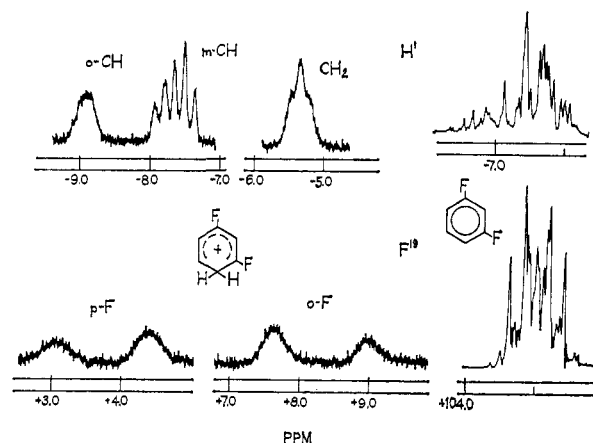 o-CH
m-CH
CH₂
H¹
-9.0 -8.0 -7.0
-6.0 -5.0
-7.0
F
F
+
H H
F
F
F¹⁹
p-F
o-F
+3.0 +4.0
+7.0 +8.0 +9.0
+104.0
PPM